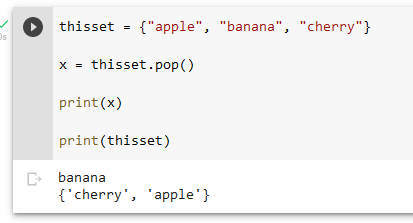 thisset = {"apple", "banana", "cherry"}
x = thisset.pop()
print(x)
print(thisset)
banana
{'cherry', 'apple'}